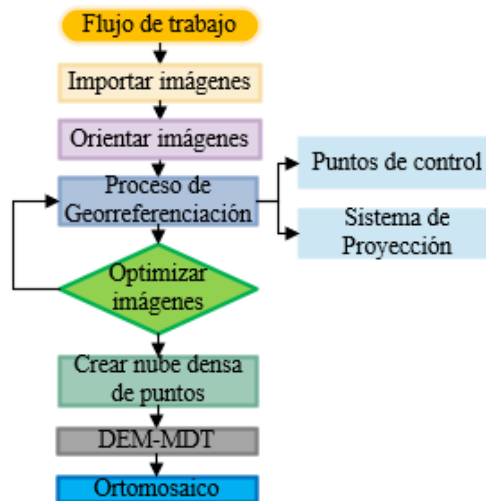 Flujo de trabajo
Importar imágenes
Orientar imágenes
Proceso de
Georreferenciación
Puntos de control
Sistema de
Proyección
Optimizar
imágenes
Crear nube densa
de puntos
DEM-MDT
Ortomosaico